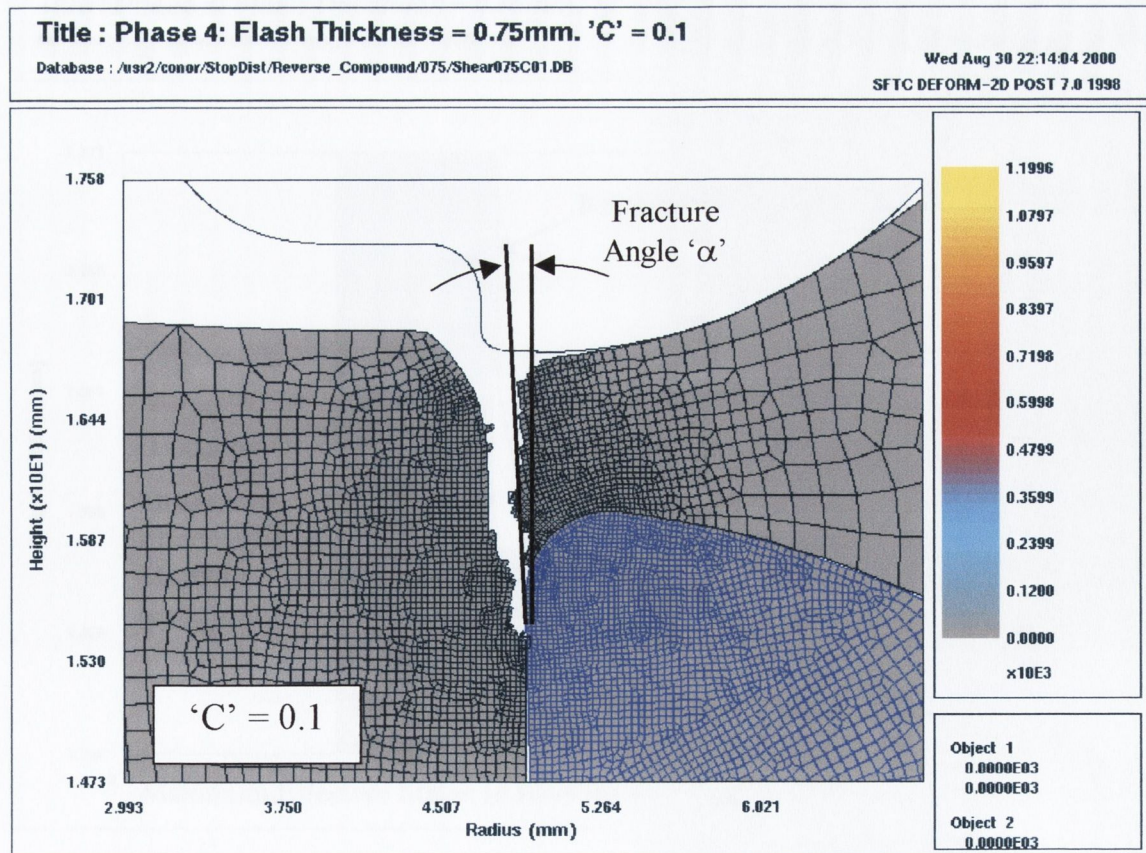 Title : Phase 4: Flash Thickness = 0.75mm. 'C' = 0.1
Database : /usr2/conor/StopDist/Reverse_Compound/075/Shear075C01.DB
Wed Aug 30 22:14:04 2000
SFTC DEFORM-2D POST 7.0 1998
Fracture
Angle ‘α’
1.758
1.701
1.644
1.587
1.530
1.473
Height (x10E1) (mm)
‘C’ = 0.1
2.993
3.750
4.507
5.264
6.021
Radius (mm)
1.1996
1.0797
0.9597
0.8397
0.7198
0.5998
0.4799
0.3599
0.2399
0.1200
0.0000
x10E3
Object 1
0.0000E03
0.0000E03
Object 2
0.0000E03